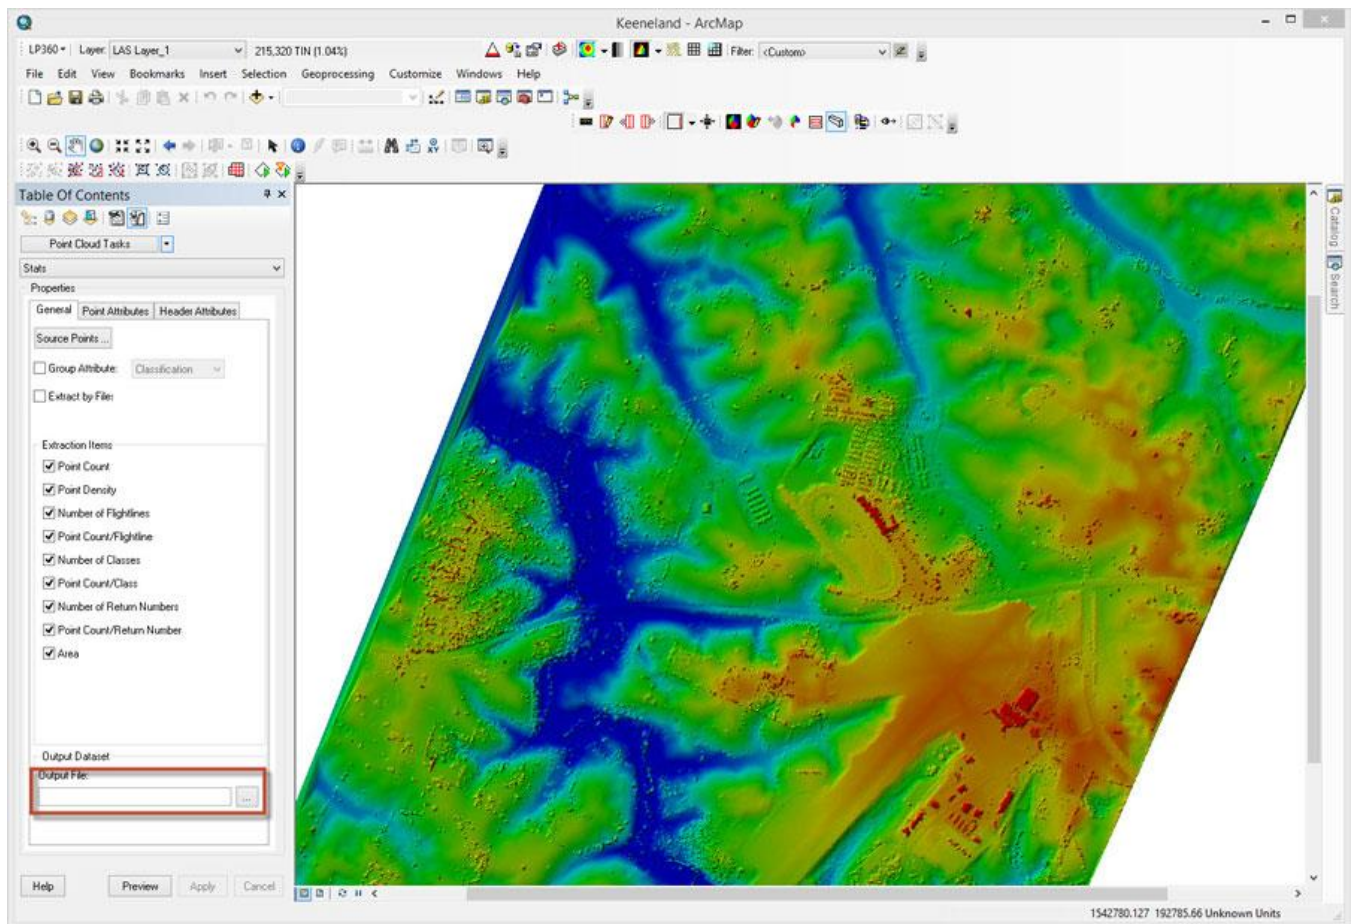 Keeneland - ArcMap
LP360 Layer: LAS Layer_1 215,320 TIN (1.04%) Filter: <Custom>
File Edit View Bookmarks Insert Selection Geoprocessing Customize Windows Help
Table Of Contents
Point Cloud Tasks
Stats
Properties
General Point Attributes Header Attributes
Source Points ...
Group Attribute: Classification
Extract by File:
Extraction Items
Point Count
Point Density
Number of Flightlines
Point Count/Flightline
Number of Classes
Point Count/Class
Number of Return Numbers
Point Count/Return Number
Area
Output Dataset
Output File:
...
Help Preview Apply Cancel
Catalog
Search
1542780.127 192785.66 Unknown Units